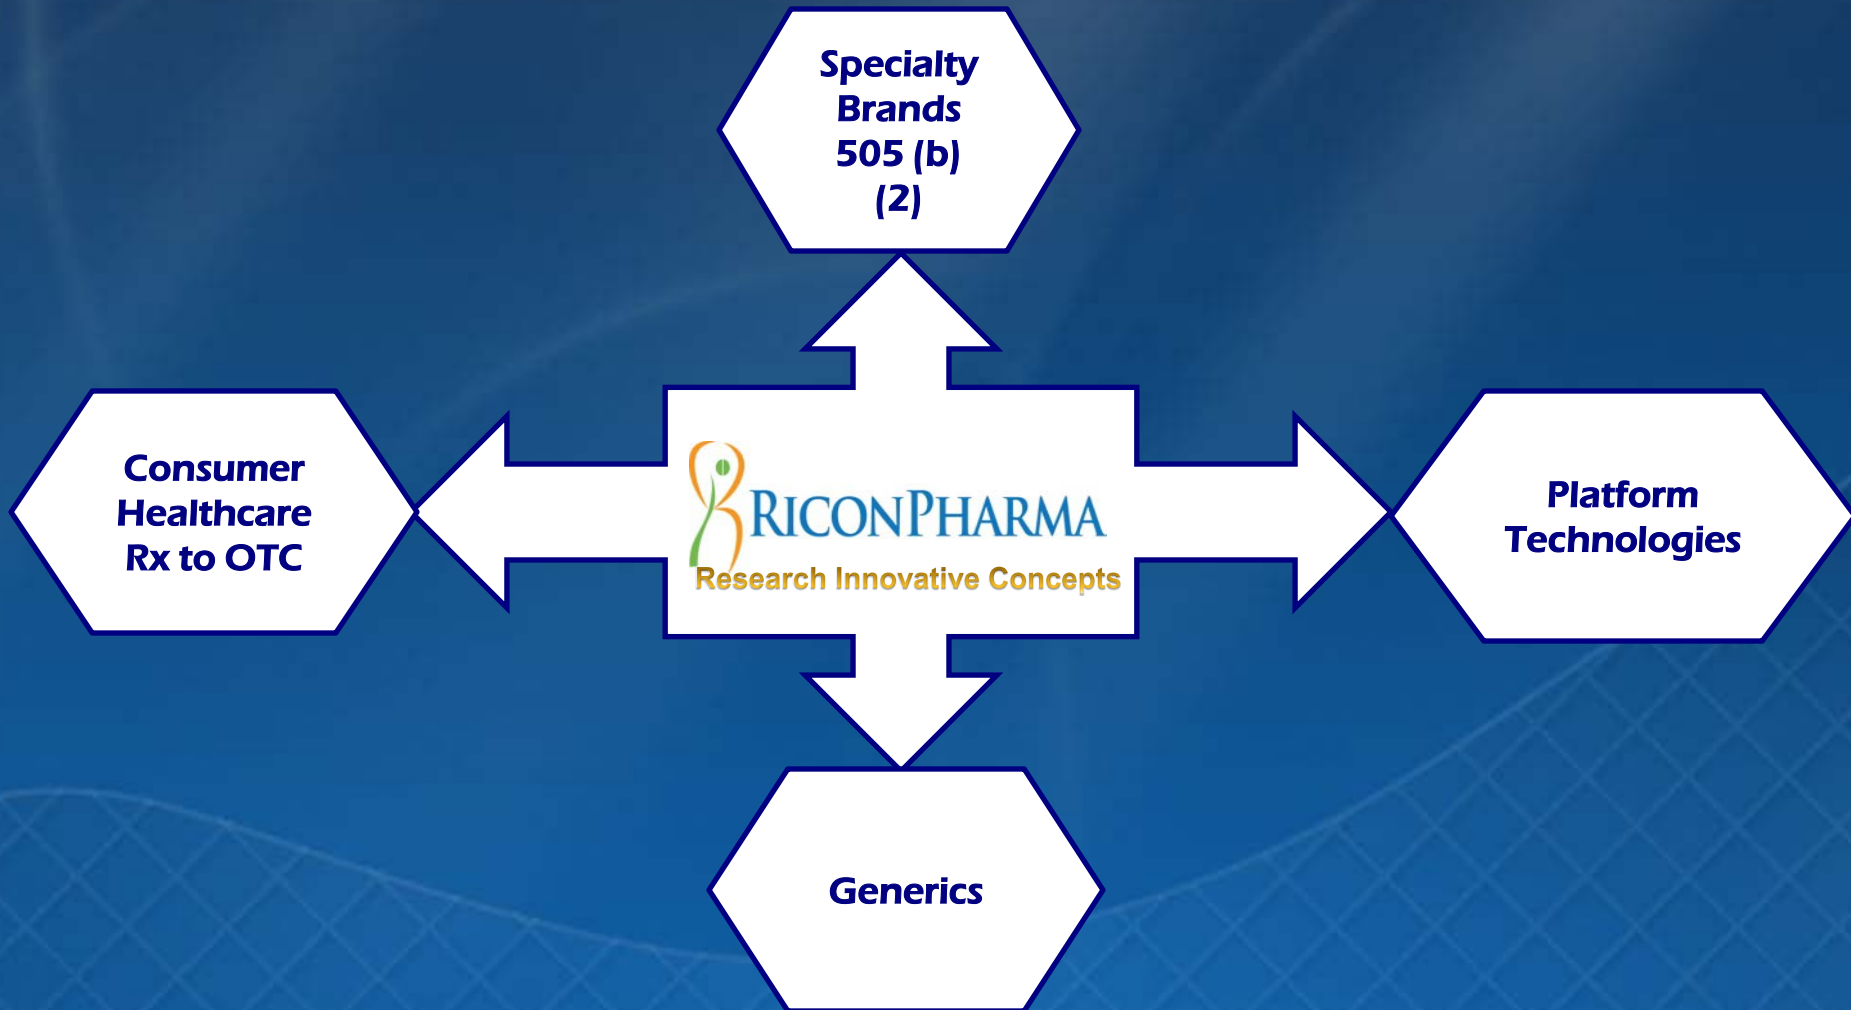 Specialty
Brands
505 (b)
(2)
Consumer
Healthcare
Rx to OTC
RICONPHARMA
Research Innovative Concepts
Platform
Technologies
Generics